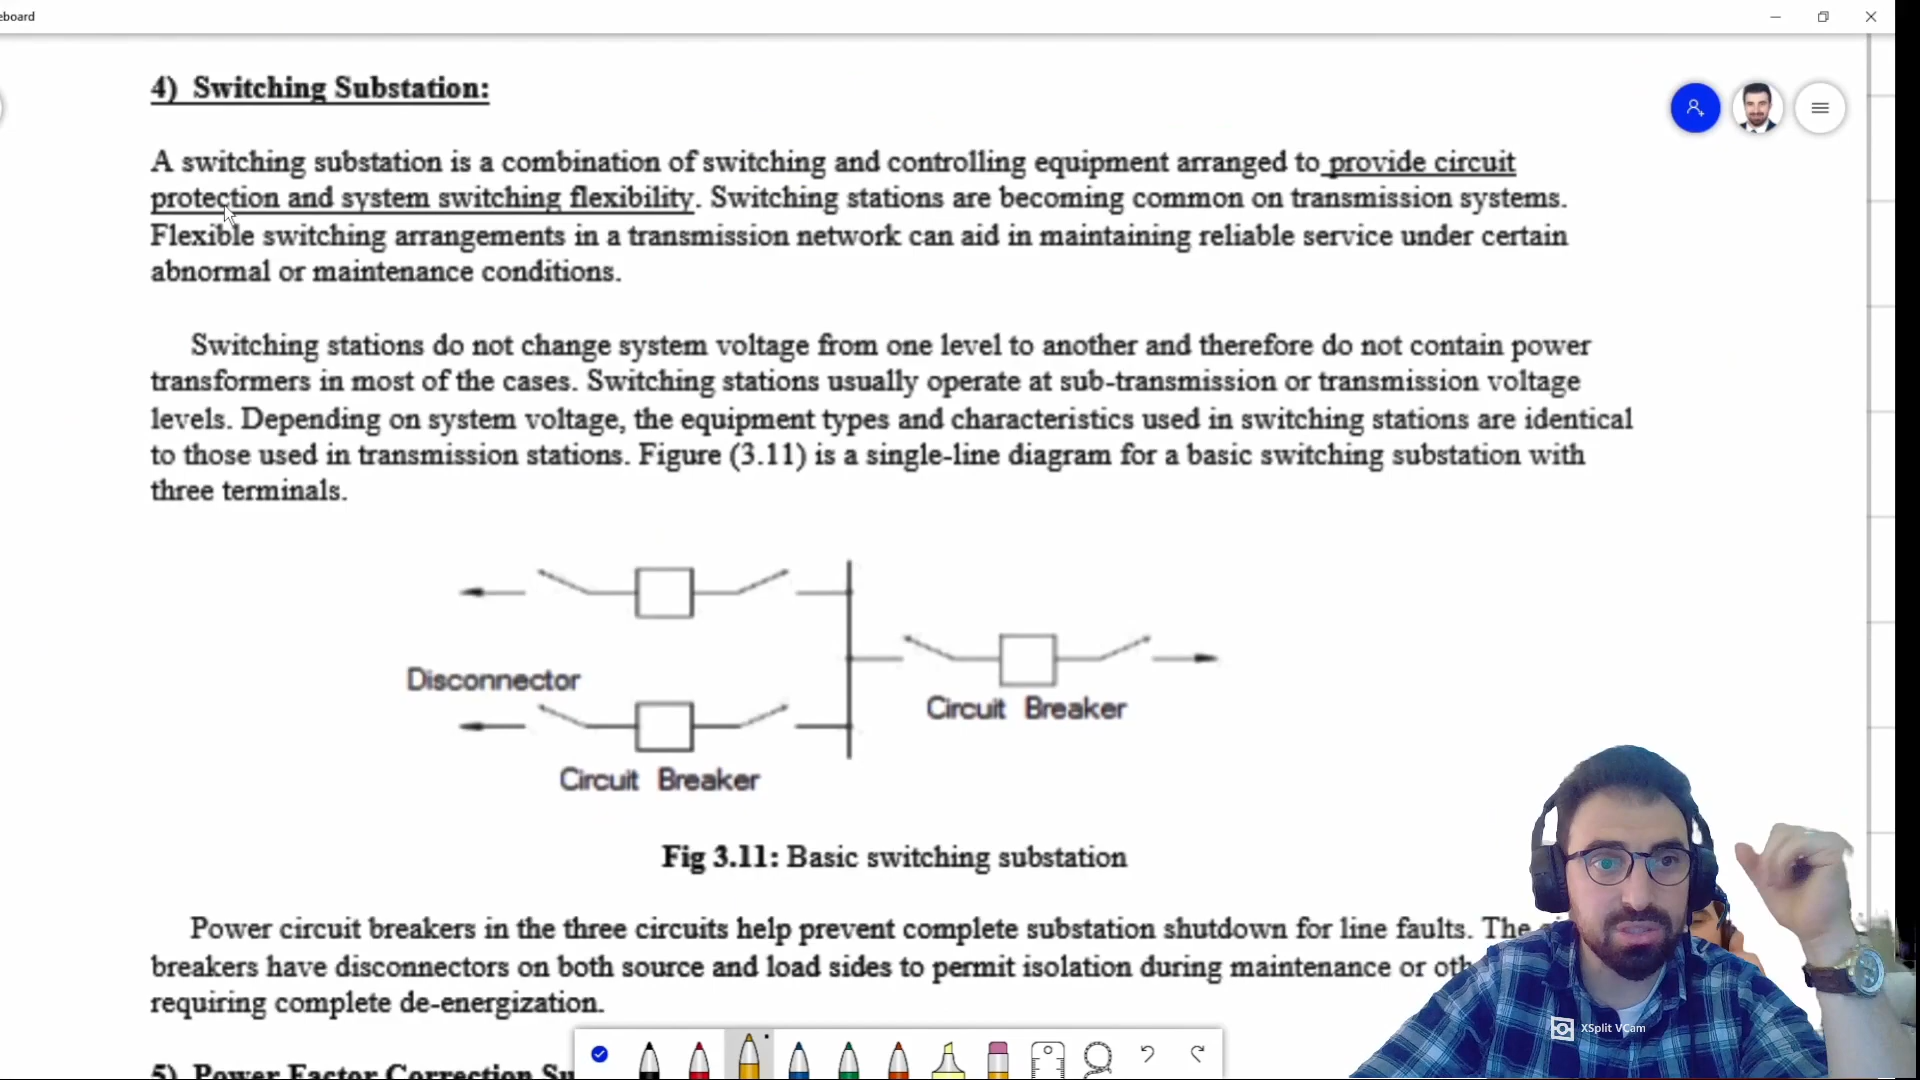 eboard
4) Switching Substation:
A switching substation is a combination of switching and controlling equipment arranged to provide circuit
protection and system switching flexibility. Switching stations are becoming common on transmission systems.
Flexible switching arrangements in a transmission network can aid in maintaining reliable service under certain
abnormal or maintenance conditions.
Switching stations do not change system voltage from one level to another and therefore do not contain power
transformers in most of the cases. Switching stations usually operate at sub-transmission or transmission voltage
levels. Depending on system voltage, the equipment types and characteristics used in switching stations are identical
to those used in transmission stations. Figure (3.11) is a single-line diagram for a basic switching substation with
three terminals.
Disconnector
Circuit Breaker
Circuit Breaker
Fig 3.11: Basic switching substation
Power circuit breakers in the three circuits help prevent complete substation shutdown for line faults. The
breakers have disconnectors on both source and load sides to permit isolation during maintenance or oth
requiring complete de-energization.
5) Power Factor Correction Su
XSplit VCam